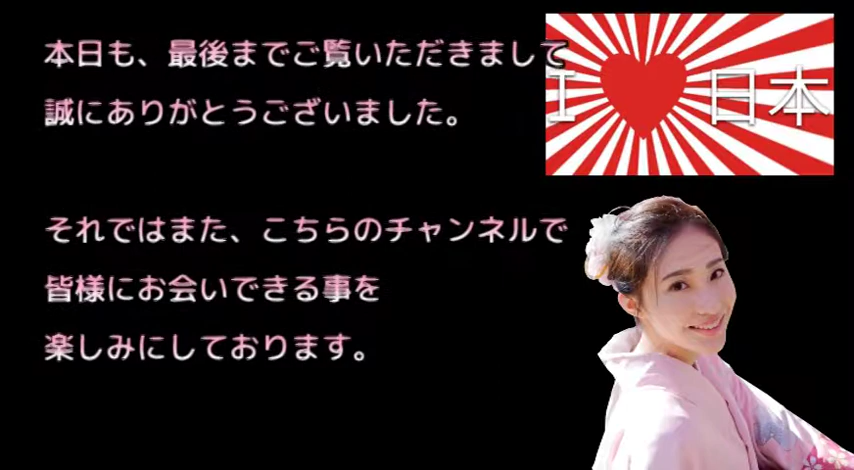 本日も、最後までご覧いただきまして
誠にありがとうございました。
I ♥ 日本
それではまた、こちらのチャンネルで
皆様にお会いできる事を
楽しみにしております。